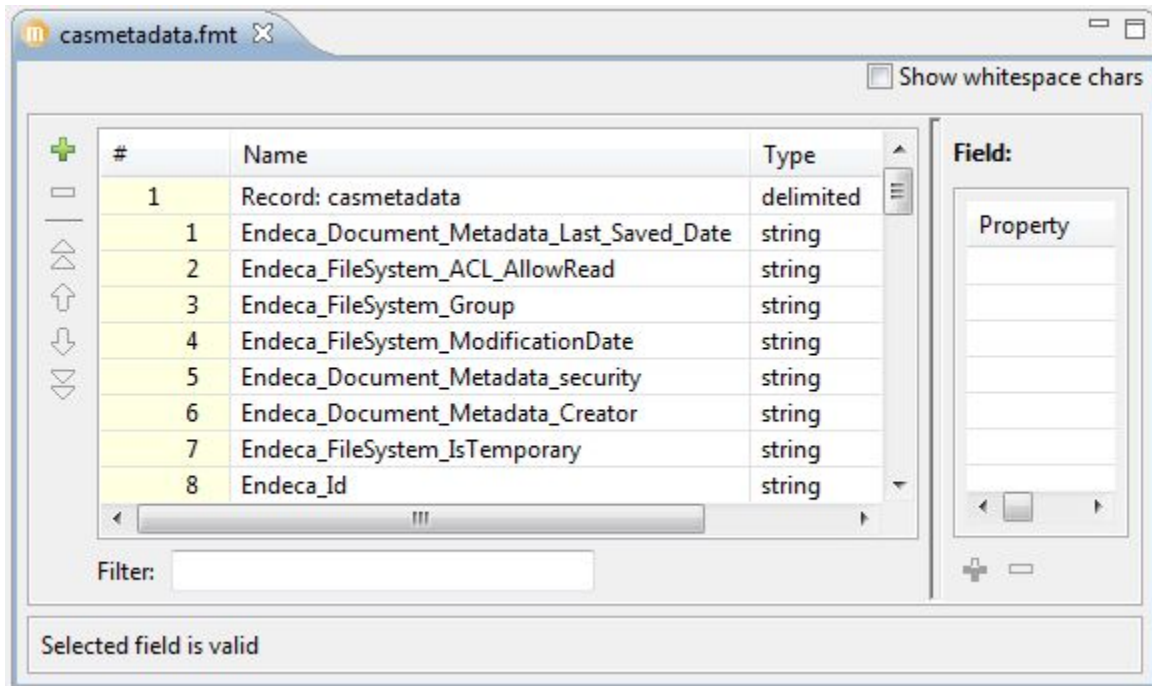 casmetadata.fmt
Show whitespace chars
# Name Type
1 Record: casmetadata delimited
1 Endeca_Document_Metadata_Last_Saved_Date string
2 Endeca_FileSystem_ACL_AllowRead string
3 Endeca_FileSystem_Group string
4 Endeca_FileSystem_ModificationDate string
5 Endeca_Document_Metadata_security string
6 Endeca_Document_Metadata_Creator string
7 Endeca_FileSystem_IsTemporary string
8 Endeca_Id string
Filter:
Field:
Property
Selected field is valid